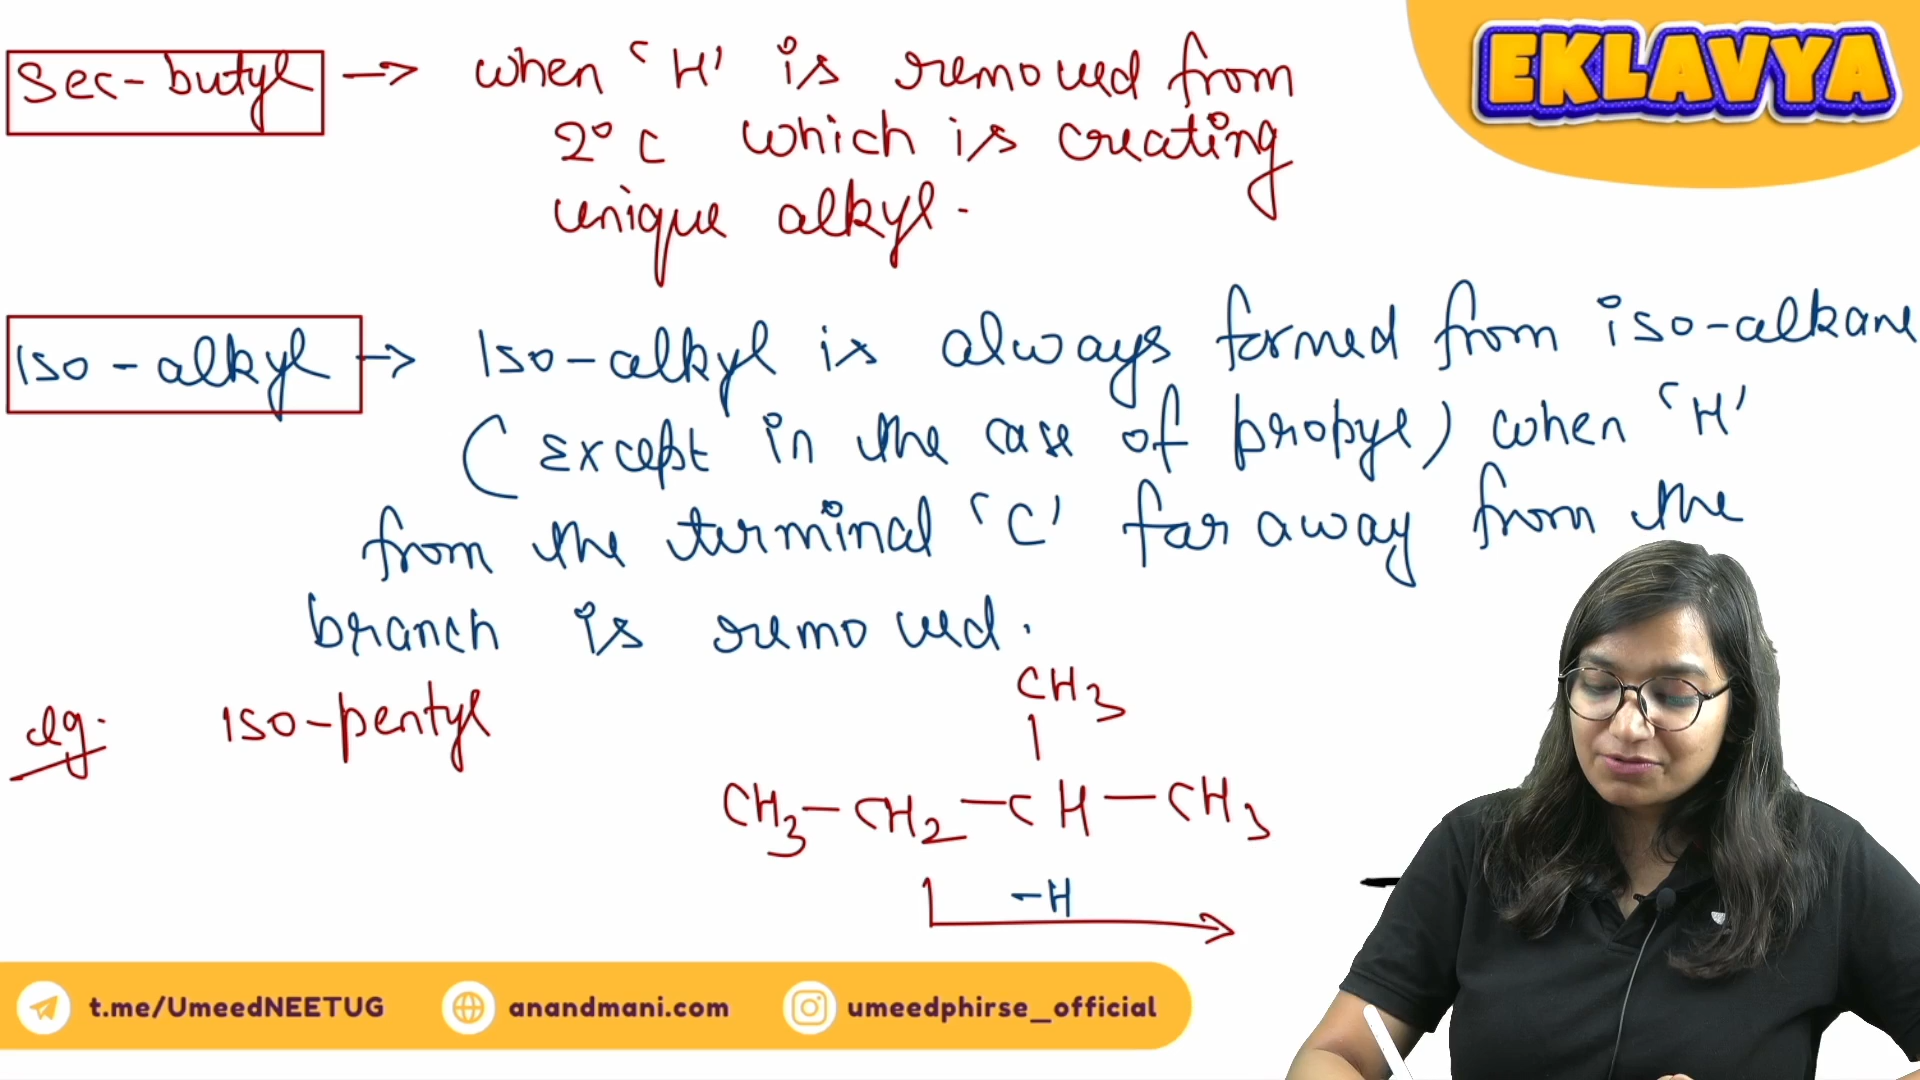 EKLAVYA
Sec-butyl → when 'H' is removed from
2° C which is creating
unique alkyl.
Iso-alkyl → Iso-alkyl is always formed from iso-alkane
(Except in the case of propyl) when 'H'
from the terminal 'C' far away from the
branch is removed.
eg. Iso-pentyl
CH3
|
CH3—CH2—CH—CH3
-H
t.me/UmeedNEETUG anandmani.com umeedphirse_official